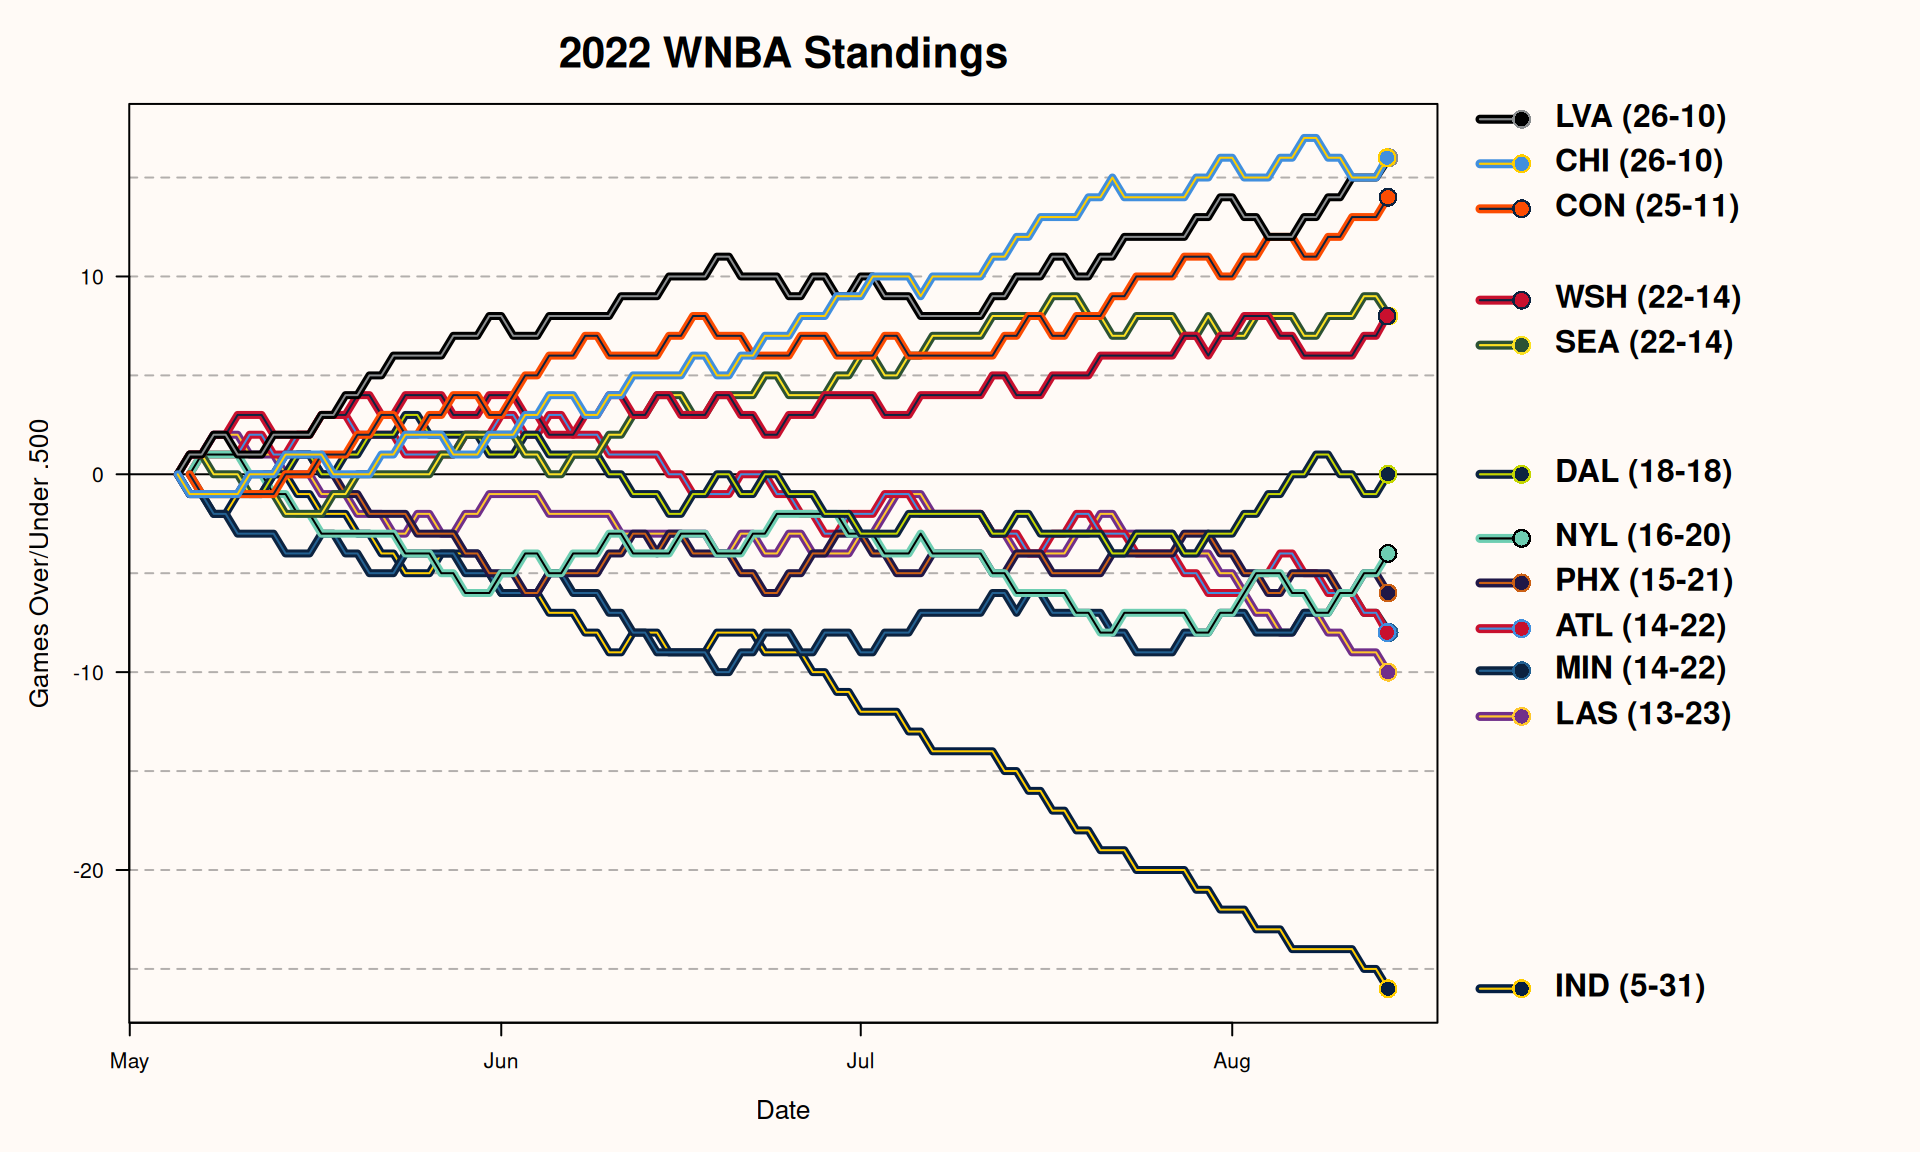 2022 WNBA Standings
LVA (26-10)
CHI (26-10)
CON (25-11)
WSH (22-14)
SEA (22-14)
DAL (18-18)
NYL (16-20)
PHX (15-21)
ATL (14-22)
MIN (14-22)
LAS (13-23)
IND (5-31)
Games Over/Under .500
10
0
-10
-20
May
Jun
Jul
Aug
Date